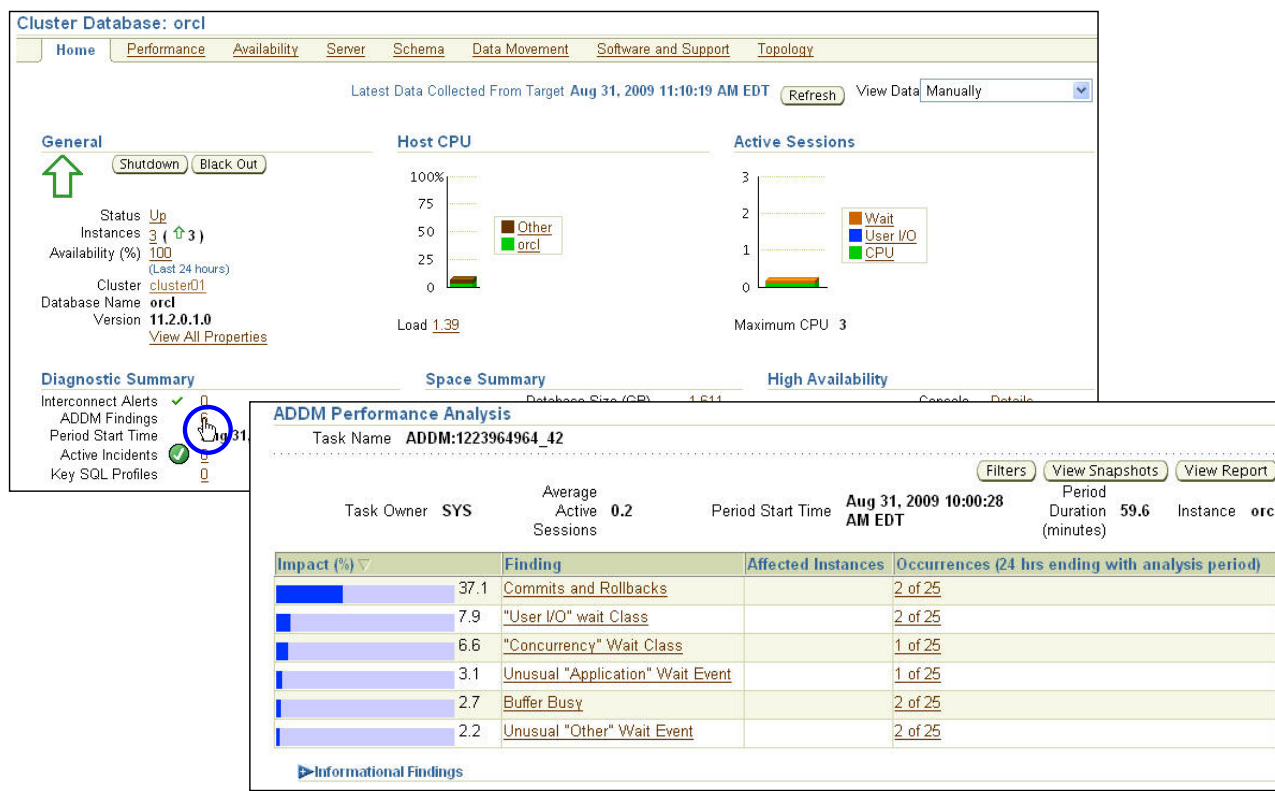 Cluster Database: orcl
Home Performance Availability Server Schema Data Movement Software and Support Topology
Latest Data Collected From Target Aug 31, 2009 11:10:19 AM EDT Refresh View Data Manually
General
Shutdown Black Out
Status Up
Instances 3 ( 3 )
Availability (%) 100
(Last 24 hours)
Cluster cluster01
Database Name orcl
Version 11.2.0.1.0
View All Properties
Host CPU
100%
75
50
25
0
Other
orcl
Load 1.39
Active Sessions
3
2
1
0
Wait
User I/O
CPU
Maximum CPU 3
Diagnostic Summary
Interconnect Alerts 0
ADDM Findings
Period Start Time 31,
Active Incidents
Key SQL Profiles 0
Space Summary
Database Size (GB) 1.611
High Availability
Console Details
ADDM Performance Analysis
Task Name ADDM:1223964964_42
Filters View Snapshots View Report
Task Owner SYS
Average Active Sessions 0.2
Period Start Time Aug 31, 2009 10:00:28 AM EDT
Period Duration (minutes) 59.6
Instance orc
Impact (%) Finding Affected Instances Occurrences (24 hrs ending with analysis period)
37.1 Commits and Rollbacks 2 of 25
7.9 "User I/O" wait Class 2 of 25
6.6 "Concurrency" Wait Class 1 of 25
3.1 Unusual "Application" Wait Event 1 of 25
2.7 Buffer Busy 2 of 25
2.2 Unusual "Other" Wait Event 2 of 25
Informational Findings